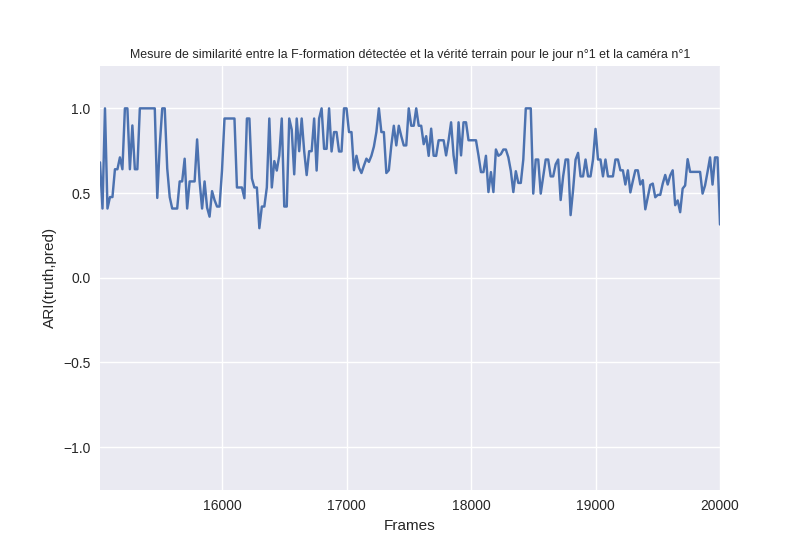 Mesure de similarité entre la F-formation détectée et la vérité terrain pour le jour n°1 et la caméra n°1
1.0
0.5
0.0
−0.5
−1.0
ARI(truth,pred)
16000 17000 18000 19000 20000
Frames